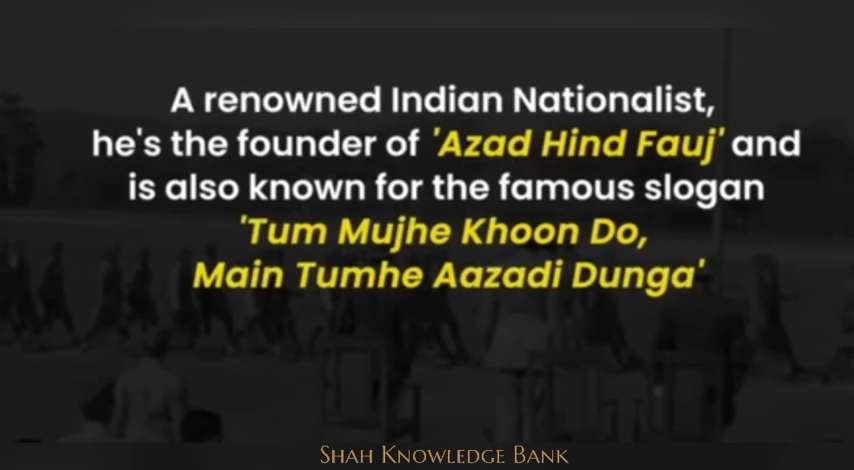 A renowned Indian Nationalist,
he's the founder of 'Azad Hind Fauj' and
is also known for the famous slogan
'Tum Mujhe Khoon Do,
Main Tumhe Aazadi Dunga'
Shah Knowledge Bank